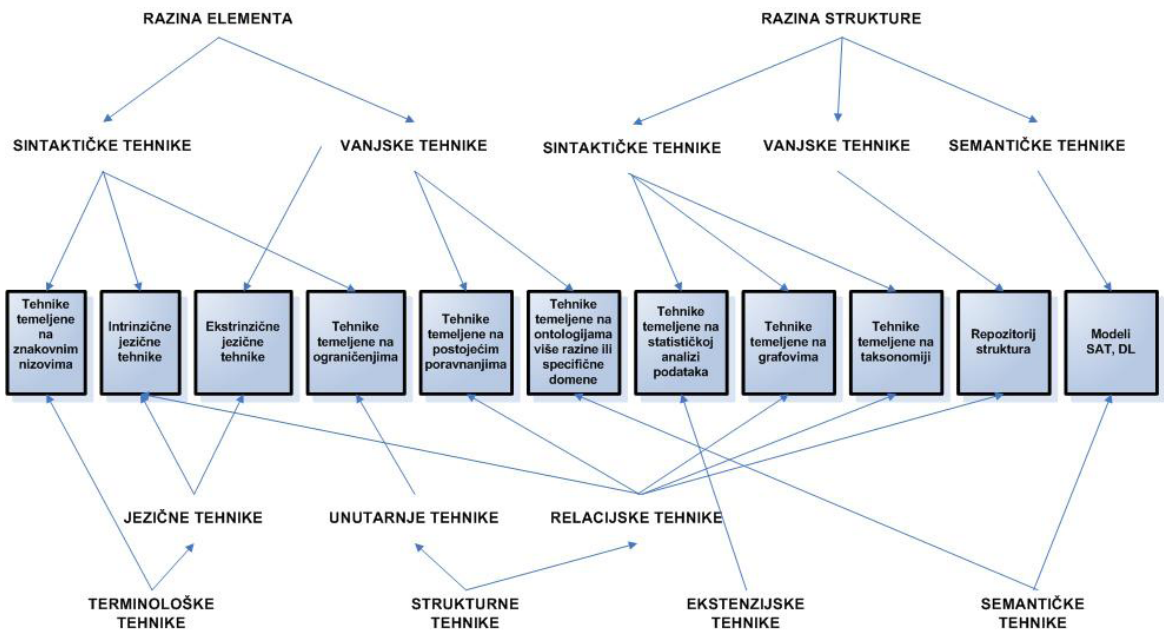 RAZINA ELEMENTA
RAZINA STRUKTURE
SINTAKTIČKE TEHNIKE
VANJSKE TEHNIKE
SINTAKTIČKE TEHNIKE
VANJSKE TEHNIKE
SEMANTIČKE TEHNIKE
Tehnike
temeljene
na
znakovnim
nizovima
Intrinzične
jezične
tehnike
Ekstrinzične
jezične
tehnike
Tehnike
temeljene na
ograničenjima
Tehnike
temeljene na
postojećim
poravnanjima
Tehnike
temeljene na
ontologijama
više razine ili
specifične
domene
Tehnike
temeljene na
statističkoj
analizi
podataka
Tehnike
temeljene na
grafovima
Tehnike
temeljene na
taksonomiji
Repozitorij
struktura
Modeli
SAT, DL
JEZIČNE TEHNIKE
UNUTARNJE TEHNIKE
RELACIJSKE TEHNIKE
TERMINOLOŠKE
TEHNIKE
STRUKTURNE
TEHNIKE
EKSTENZIJSKE
TEHNIKE
SEMANTIČKE
TEHNIKE